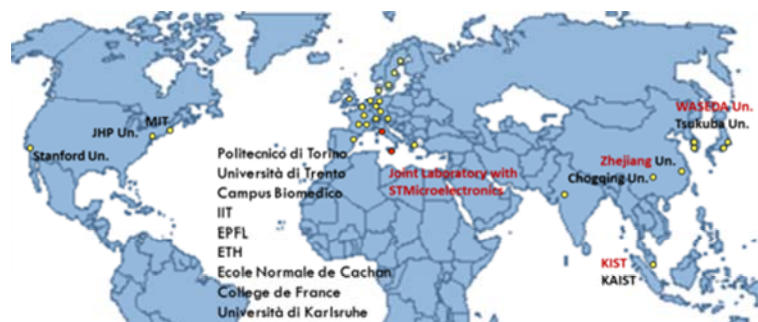 WASEDA Un.
MIT
Tsukuba Un.
JHP Un.
Stanford Un.
Politecnico di Torino
Università di Trento
Campus Biomedico
IIT
EPFL
ETH
Ecole Normale de Cachan
College de France
Università di Karlsruhe
Joint Laboratory with
STMicroelectronics
Zhejiang Un.
Chogqing Un.
KIST
KAIST